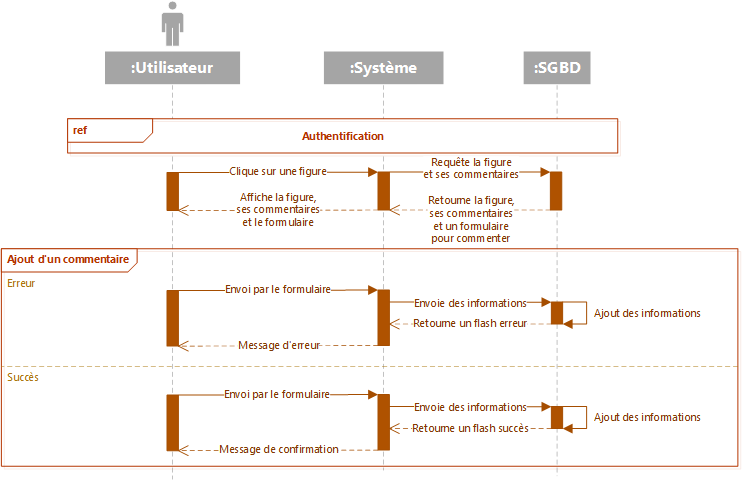 :Utilisateur
:Système
:SGBD
ref
Authentification
Clique sur une figure
Requête la figure
et ses commentaires
Affiche la figure,
ses commentaires
et le formulaire
Retourne la figure,
ses commentaires
et un formulaire
pour commenter
Ajout d'un commentaire
Erreur
Envoi par le formulaire
Envoie des informations
Ajout des informations
Retourne un flash erreur
Message d'erreur
Succès
Envoi par le formulaire
Envoie des informations
Ajout des informations
Retourne un flash succès
Message de confirmation